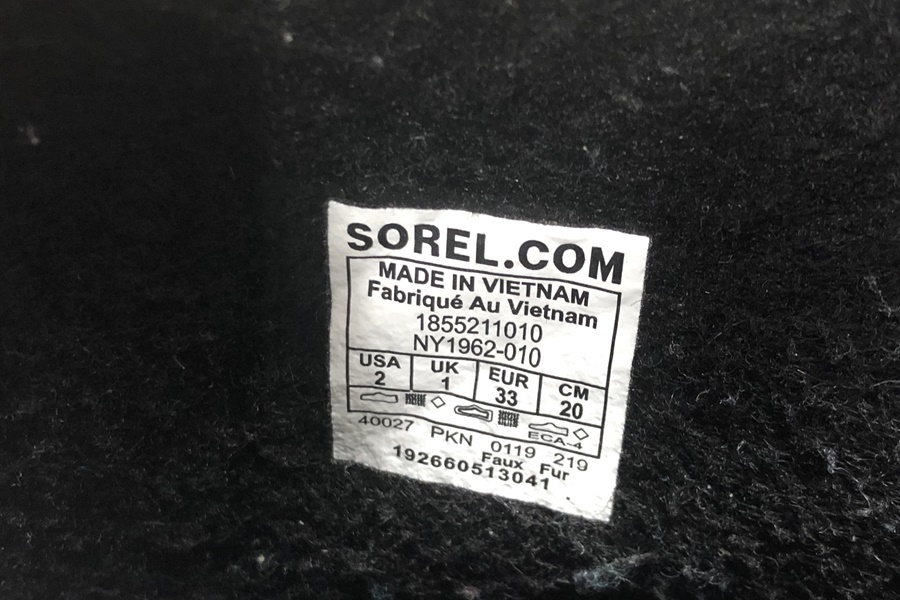 SOREL.COM
MADE IN VIETNAM
Fabriqué Au Vietnam
1855211010
NY1962-010
USA UK EUR CM
2 1 33 20
ECA-4
40027 PKN 0119 219
Faux Fur
192660513041